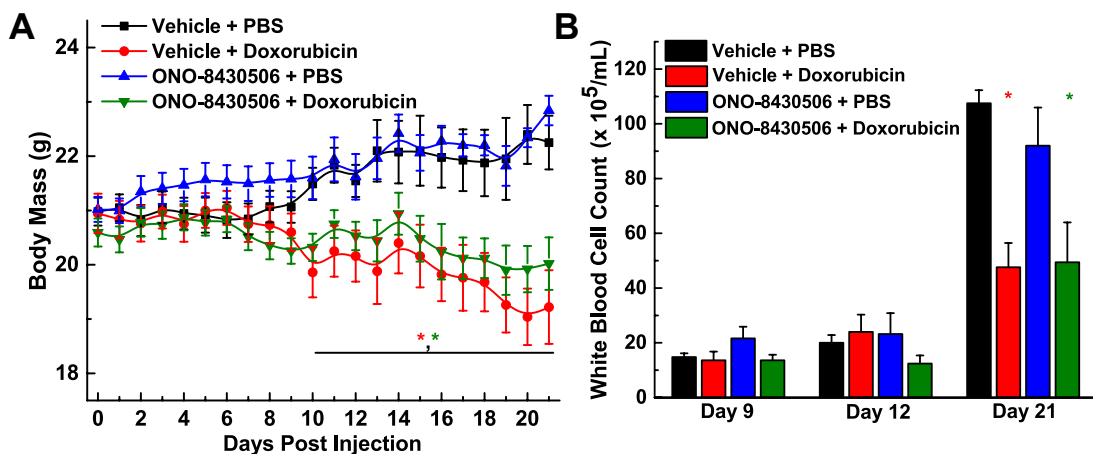 A
Vehicle + PBS
Vehicle + Doxorubicin
ONO-8430506 + PBS
ONO-8430506 + Doxorubicin
Body Mass (g)
24
22
20
18
*,*
0 2 4 6 8 10 12 14 16 18 20
Days Post Injection
B
Vehicle + PBS
Vehicle + Doxorubicin
ONO-8430506 + PBS
ONO-8430506 + Doxorubicin
White Blood Cell Count (x 10⁵/mL)
120
100
80
60
40
20
0
* *
Day 9 Day 12 Day 21